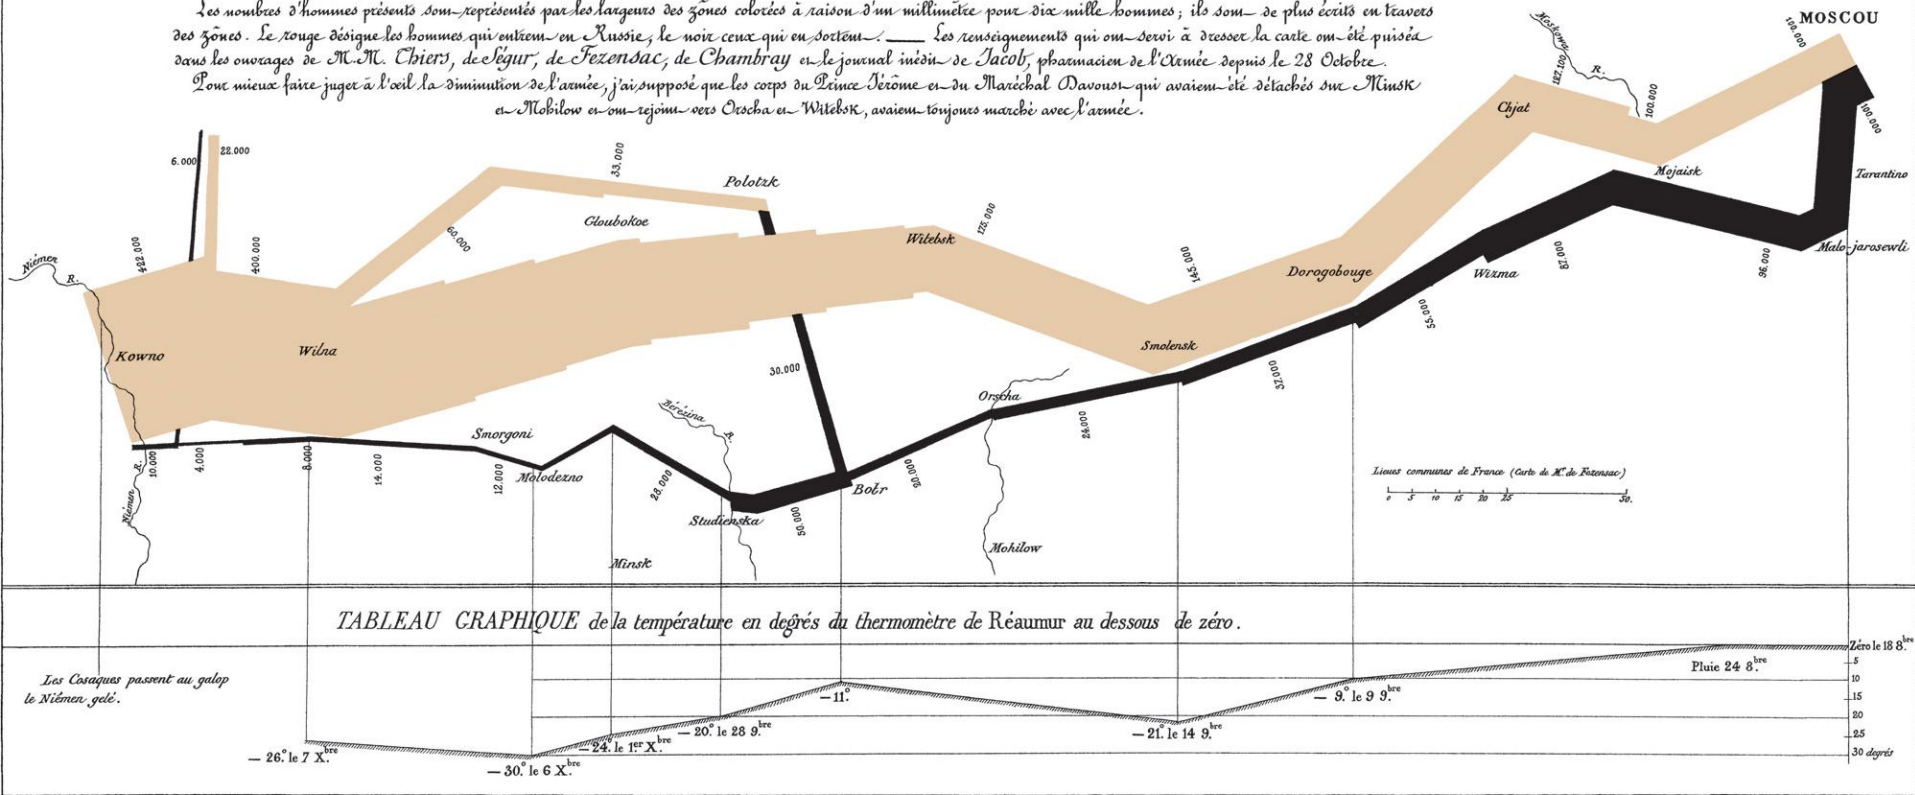 Les nombres d'hommes présents sont représentés par les largeurs des zônes colorées à raison d'un millimètre pour dix mille hommes; ils sont de plus écrits en travers
des zônes. Le rouge désigne les hommes qui entrent en Russie, le noir ceux qui en sortent. — Les renseignements qui ont servi à dresser la carte ont été puisés
dans les ouvrages de M.M. Thiers, de Ségur, de Fezensac, de Chambray et le journal inédit de Jacob, pharmacien de l'Armée depuis le 28 Octobre.
Pour mieux faire juger à l'œil la diminution de l'armée, j'ai supposé que les corps du Prince Jérôme et du Maréchal Davoust qui avaient été détachés sur Minsk
et Mohilow et ont rejoint vers Orscha et Witebsk, avaient toujours marché avec l'armée.
MOSCOU
100.000
Moskowa
R.
127.100
100.000
Chjat
Mojaisk
100.000
Tarantino
Malo-jarosewli
6.000
22.000
33.000
Polotzk
60.000
Gloubokoe
Niémen
R.
422.000
400.000
Witebsk
175.000
145.000
Dorogobouge
Wizma
87.000
96.000
55.000
Kowno
Wilna
Smolensk
30.000
37.000
Orscha
24.000
Bérézina
R.
Smorgoni
Molodezno
10.000
4.000
8.000
14.000
12.000
28.000
20.000
Bobr
50.000
Studienska
R.
Niémen
Minsk
Mohilow
Lieues communes de France (Carte de M. de Fezensac)
0 5 10 15 20 25 50.
TABLEAU GRAPHIQUE de la température en degrés du thermomètre de Réaumur au dessous de zéro.
Zéro le 18 8.bre
5
10
15
20
25
30 degrés
Pluie 24 8.bre
Les Cosaques passent au galop
le Niémen gelé.
— 9.° le 9 9.bre
— 11.°
— 21.° le 14 9.bre
— 20.° le 28 9.bre
— 24.° le 1.er X.bre
— 30.° le 6 X.bre
— 26.° le 7 X.bre